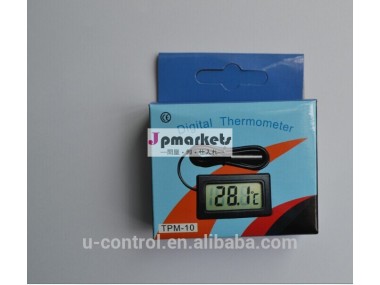 Digital Thermometer
Jpmarkets
28.1℃
TPM-10
u-control.en.alibaba.com